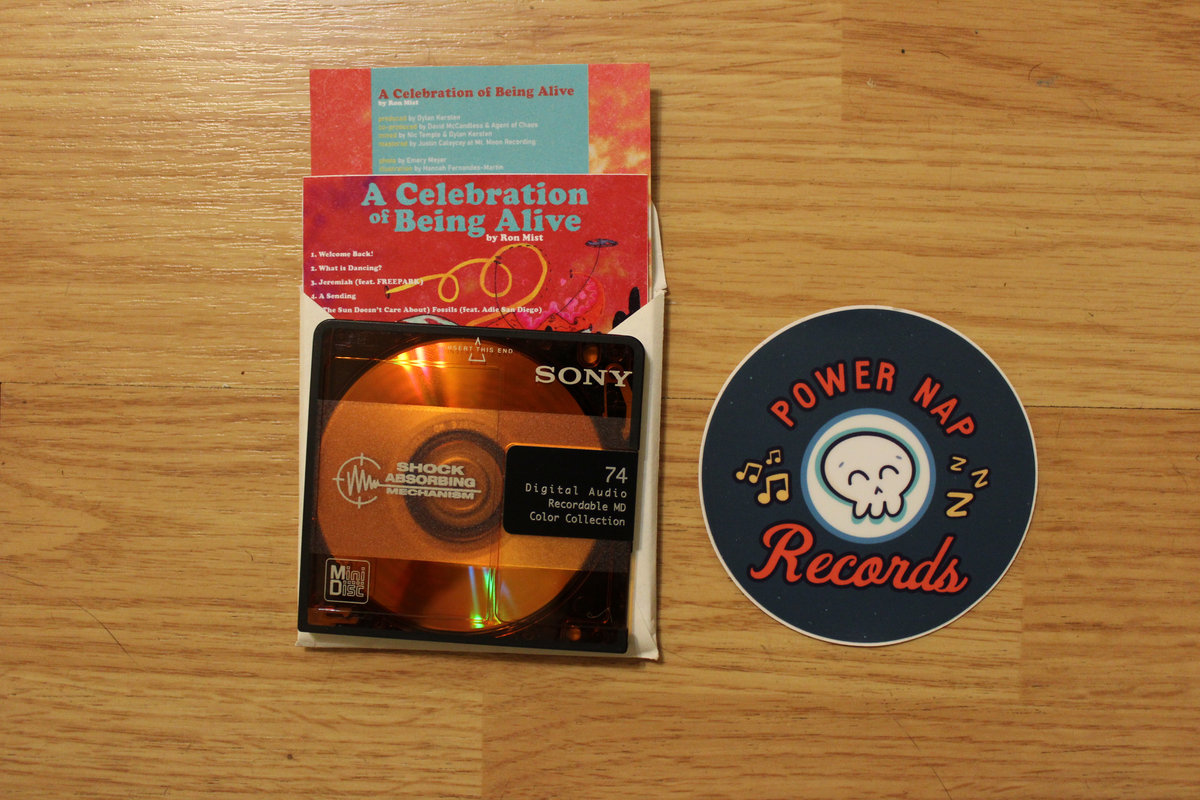 A Celebration of Being Alive
by Ron Mist
produced by Dylan Kersten
co-produced by David McCandless & Agent of Chaos
mixed by Nic Temple & Dylan Kersten
mastered by Justin Calaycay at Mt. Moon Recording
photo by Emery Meyer
illustration by Hannah Fernandes-Martin
A Celebration
of Being Alive
by Ron Mist
1. Welcome Back!
2. What is Dancing?
3. Jeremiah (feat. FREEPARK)
4. A Sending
(The Sun Doesn't Care About) Fossils (feat. Adie San Diego)
INSERT THIS END
SONY
SHOCK
ABSORBING
MECHANISM
74
Digital Audio
Recordable MD
Color Collection
Mini
Disc
POWER NAP
z z z
Records